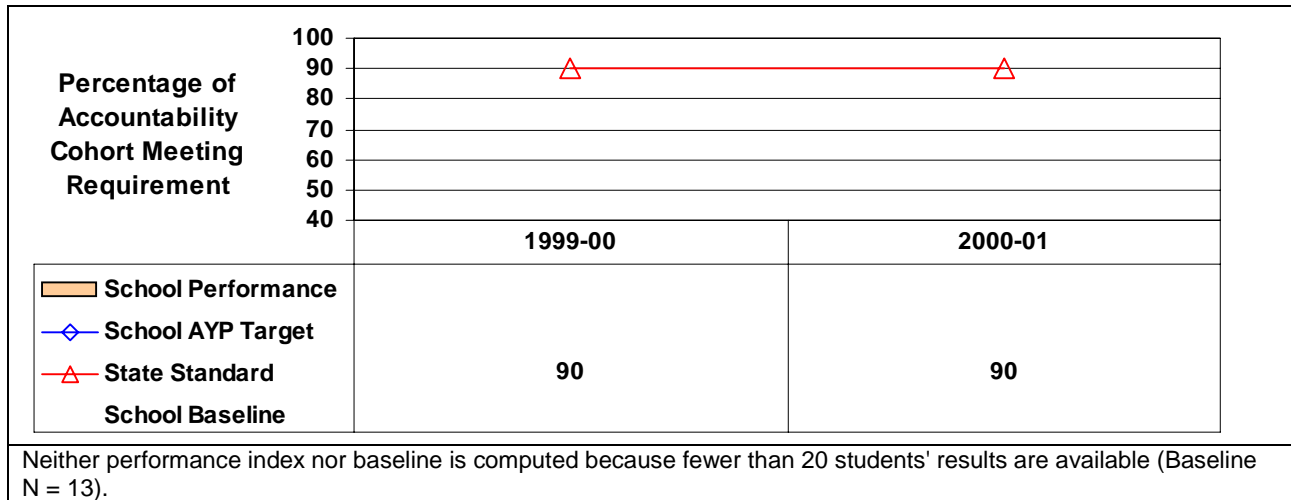 Percentage of
Accountability
Cohort Meeting
Requirement
100
90
80
70
60
50
40
1999-00 2000-01
School Performance
School AYP Target
State Standard 90 90
School Baseline
Neither performance index nor baseline is computed because fewer than 20 students' results are available (Baseline
N = 13).